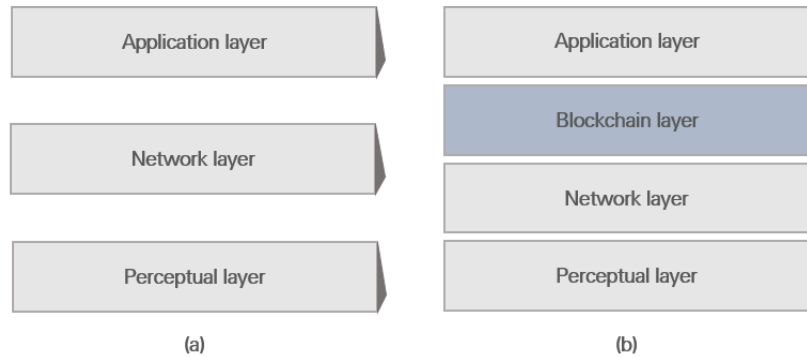 Application layer
Network layer
Perceptual layer
(a)
Application layer
Blockchain layer
Network layer
Perceptual layer
(b)